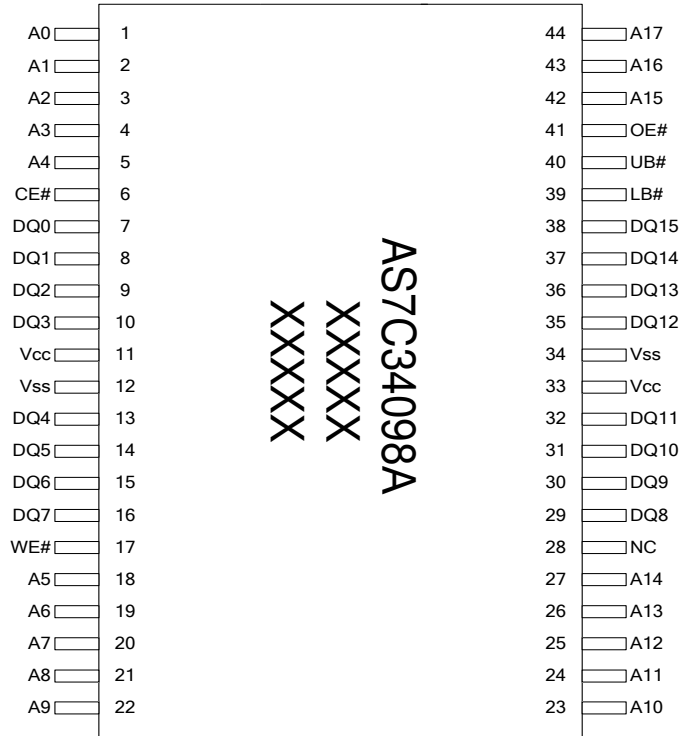 A0 1 44 A17
A1 2 43 A16
A2 3 42 A15
A3 4 41 OE#
A4 5 40 UB#
CE# 6 39 LB#
DQ0 7 38 DQ15
DQ1 8 37 DQ14
DQ2 9 36 DQ13
DQ3 10 35 DQ12
Vcc 11 34 Vss
Vss 12 33 Vcc
DQ4 13 32 DQ11
DQ5 14 31 DQ10
DQ6 15 30 DQ9
DQ7 16 29 DQ8
WE# 17 28 NC
A5 18 27 A14
A6 19 26 A13
A7 20 25 A12
A8 21 24 A11
A9 22 23 A10
AS7C34098A
XXXXX
XXXXX